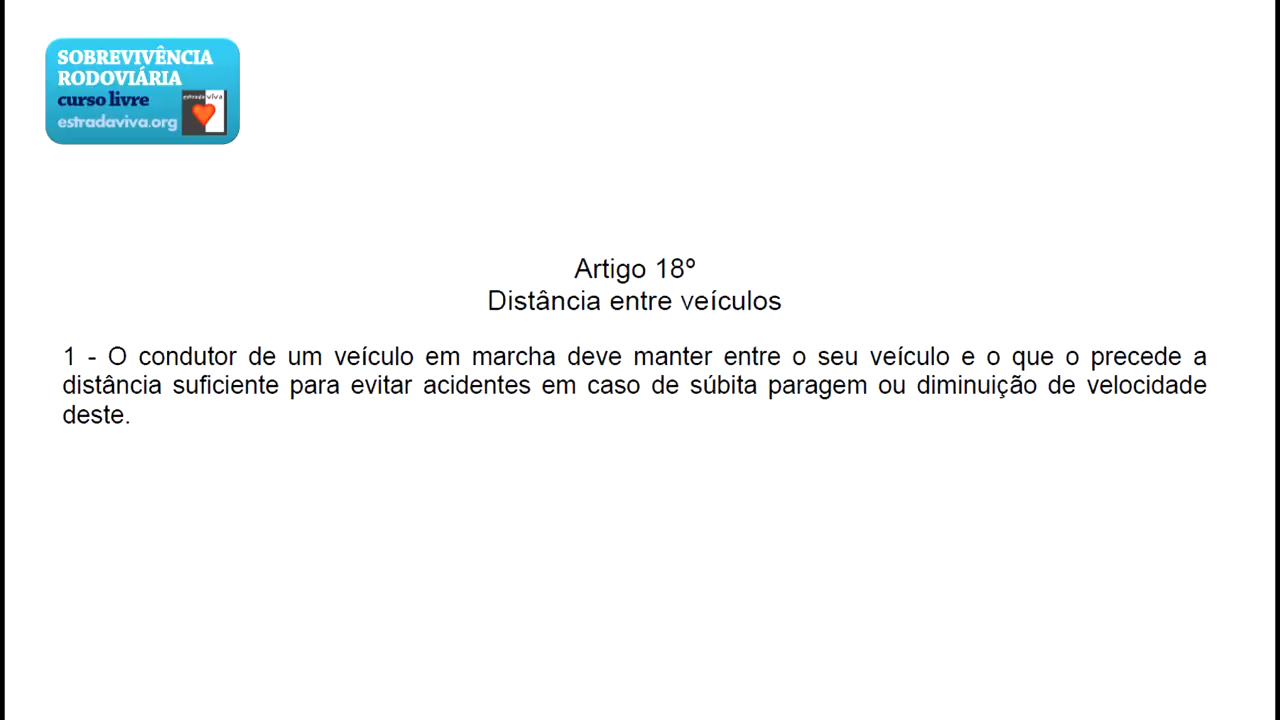 SOBREVIVÊNCIA
RODOVIÁRIA
curso livre
estradaviva.org
estrada viva
Artigo 18º
Distância entre veículos
1 - O condutor de um veículo em marcha deve manter entre o seu veículo e o que o precede a
distância suficiente para evitar acidentes em caso de súbita paragem ou diminuição de velocidade
deste.